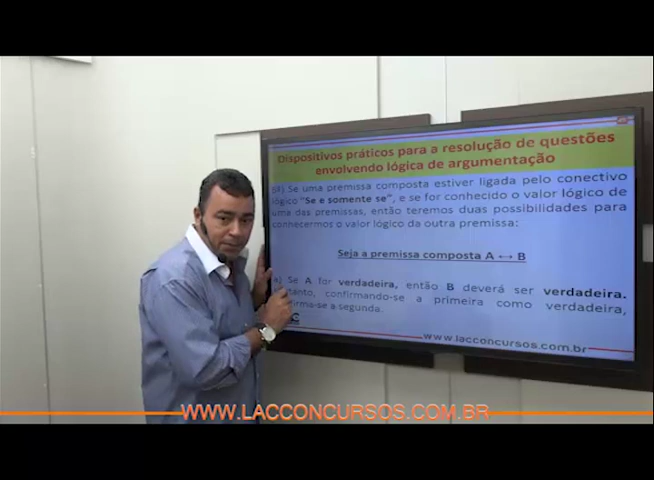 Dispositivos práticos para a resolução de questões
envolvendo lógica de argumentação
Se uma premissa composta estiver ligada pelo conectivo
lógico "Se e somente se", e se for conhecido o valor lógico de
uma das premissas, então teremos duas possibilidades para
conhecermos o valor lógico da outra premissa:
Seja a premissa composta A ↔ B
a) Se A for verdadeira, então B deverá ser verdadeira.
confirmando-se a primeira como verdadeira,
se a segunda.
www.lacconcursos.com.br
WWW.LACCONCURSOS.COM.BR